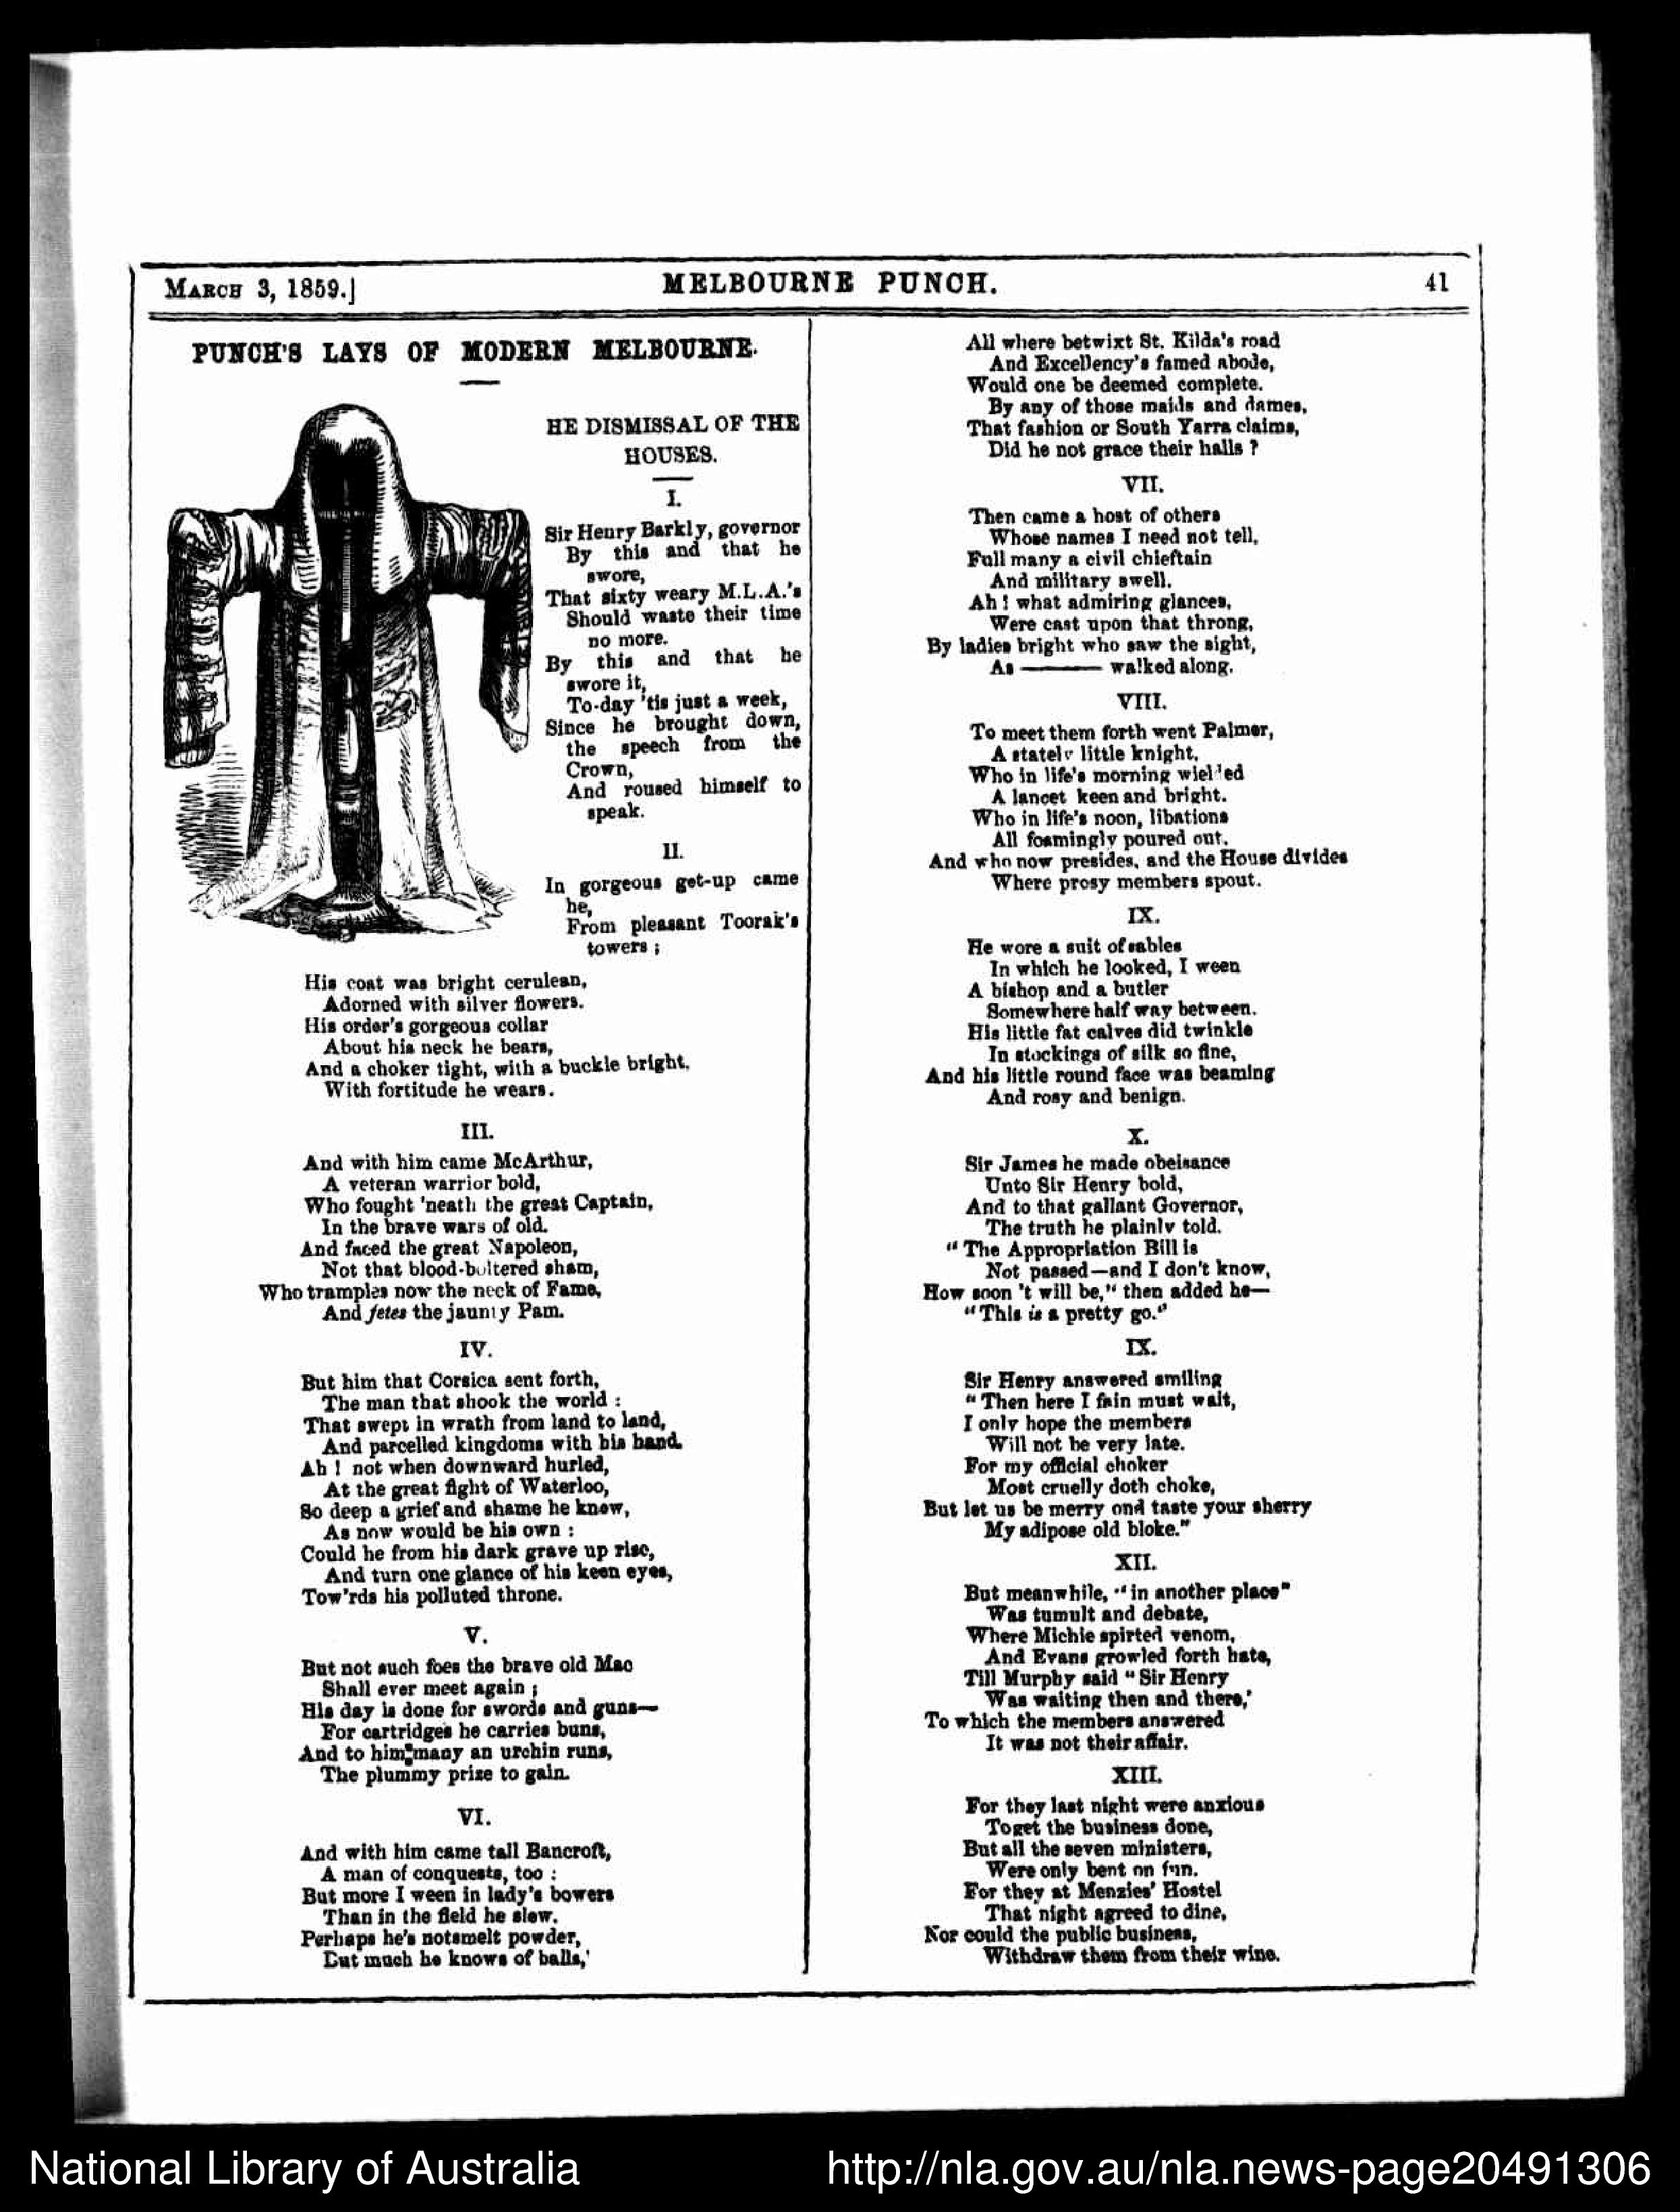 MARCH 3, 1859.]
MELBOURNE PUNCH.
41
PUNCH'S LAYS OF MODERN MELBOURNE.
HE DISMISSAL OF THE
HOUSES.
I.
Sir Henry Barkly, governor
By this and that he
swore,
That sixty weary M.L.A.'s
Should waste their time
no more.
By this and that he
swore it,
To-day 'tis just a week,
Since he brought down,
the speech from the
Crown,
And roused himself to
speak.
II.
In gorgeous get-up came
he,
From pleasant Toorak's
towers ;
His coat was bright cerulean,
Adorned with silver flowers.
His order's gorgeous collar
About his neck he bears,
And a choker tight, with a buckle bright,
With fortitude he wears.
III.
And with him came McArthur,
A veteran warrior bold,
Who fought 'neath the great Captain,
In the brave wars of old.
And faced the great Napoleon,
Not that blood-boltered sham,
Who tramples now the neck of Fame,
And fetes the jaunty Pam.
IV.
But him that Corsica sent forth,
The man that shook the world :
That swept in wrath from land to land,
And parcelled kingdoms with his hand.
Ah ! not when downward hurled,
At the great fight of Waterloo,
So deep a grief and shame he knew,
As now would be his own :
Could he from his dark grave up rise,
And turn one glance of his keen eyes,
Tow'rds his polluted throne.
V.
But not such foes the brave old Mac
Shall ever meet again ;
His day is done for swords and guns—
For cartridges he carries buns,
And to him many an urchin runs,
The plummy prize to gain.
VI.
And with him came tall Bancroft,
A man of conquests, too :
But more I ween in lady's bowers
Than in the field he slew.
Perhaps he's not smelt powder,
But much he knows of balls,'
All where betwixt St. Kilda's road
And Excellency's famed abode,
Would one be deemed complete.
By any of those maids and dames,
That fashion or South Yarra claims,
Did he not grace their halls ?
VII.
Then came a host of others
Whose names I need not tell,
Full many a civil chieftain
And military swell.
Ah ! what admiring glances,
Were cast upon that throng,
By ladies bright who saw the sight,
As ——— walked along.
VIII.
To meet them forth went Palmer,
A stately little knight,
Who in life's morning wielded
A lancet keen and bright.
Who in life's noon, libations
All foamingly poured out,
And who now presides, and the House divides
Where prosy members spout.
IX.
He wore a suit of sables
In which he looked, I ween
A bishop and a butler
Somewhere half way between.
His little fat calves did twinkle
In stockings of silk so fine,
And his little round face was beaming
And rosy and benign.
X.
Sir James he made obeisance
Unto Sir Henry bold,
And to that gallant Governor,
The truth he plainly told.
"The Appropriation Bill is
Not passed—and I don't know,
How soon 't will be," then added he—
"This is a pretty go."
IX.
Sir Henry answered smiling
"Then here I fain must wait,
I only hope the members
Will not be very late.
For my official choker
Most cruelly doth choke,
But let us be merry ond taste your sherry
My adipose old bloke."
XII.
But meanwhile, "in another place"
Was tumult and debate,
Where Michie spirted venom,
And Evans growled forth hate,
Till Murphy said "Sir Henry
Was waiting then and there,'
To which the members answered
It was not their affair.
XIII.
For they last night were anxious
To get the business done,
But all the seven ministers,
Were only bent on fun.
For they at Menzies' Hostel
That night agreed to dine,
Nor could the public business,
Withdraw them from their wine.
National Library of Australia
http://nla.gov.au/nla.news-page20491306